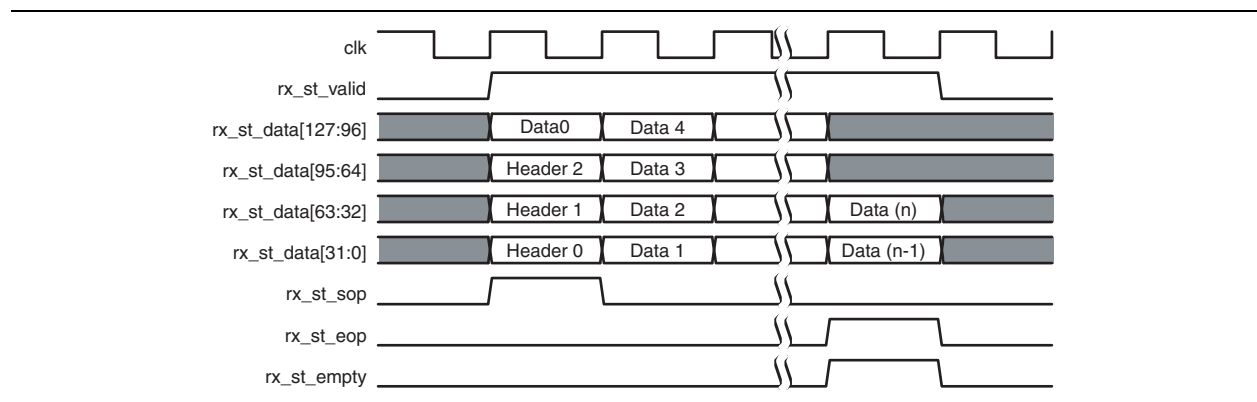 clk
rx_st_valid
rx_st_data[127:96] Data0 Data 4
rx_st_data[95:64] Header 2 Data 3
rx_st_data[63:32] Header 1 Data 2 Data (n)
rx_st_data[31:0] Header 0 Data 1 Data (n-1)
rx_st_sop
rx_st_eop
rx_st_empty